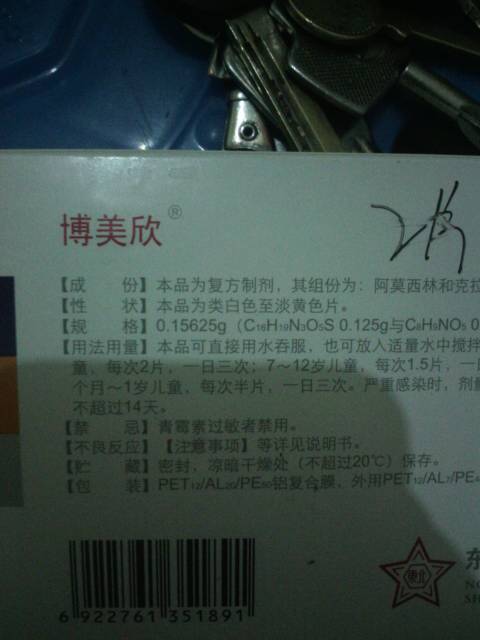 博美欣®
2片
【成 份】本品为复方制剂，其组份为：阿莫西林和克拉
【性 状】本品为类白色至淡黄色片。
【规 格】0.15625g（C16H19N3O5S 0.125g与C8H9NO5 0
【用法用量】本品可直接用水吞服，也可放入适量水中搅拌
童，每次2片，一日三次；7～12岁儿童，每次1.5片，一日
个月～1岁儿童，每次半片，一日三次。严重感染时，剂量
不超过14天。
【禁 忌】青霉素过敏者禁用。
【不良反应】【注意事项】等详见说明书。
【贮 藏】密封，凉暗干燥处（不超过20℃）保存。
【包 装】PET12/AL20/PE50铝复合膜，外用PET12/AL7/PE
6 922761 351891
东北
东
N
SH